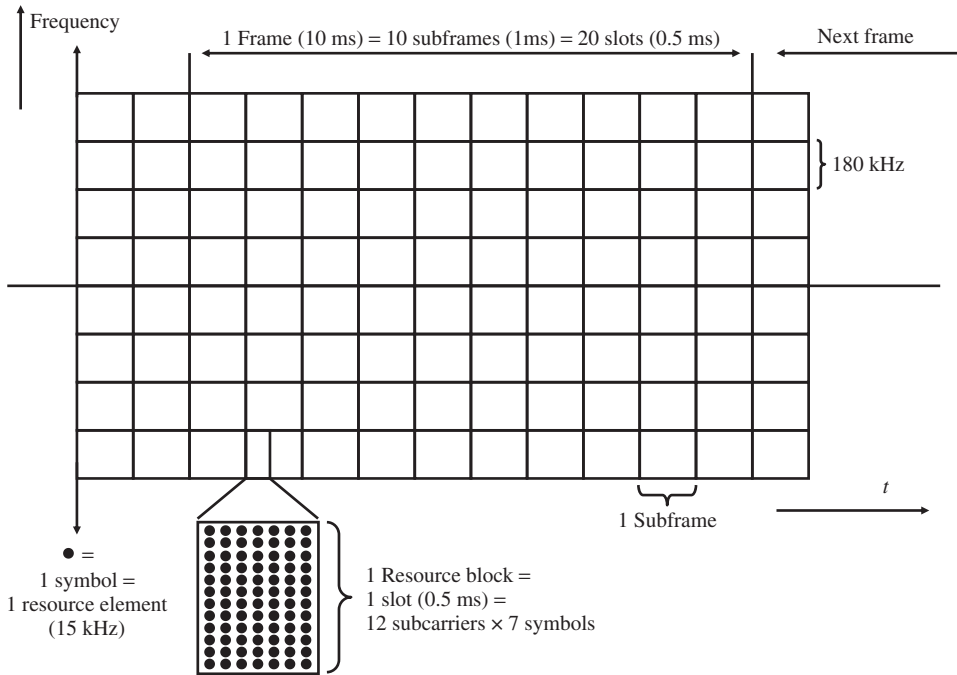 Frequency
1 Frame (10 ms) = 10 subframes (1ms) = 20 slots (0.5 ms)
Next frame
180 kHz
t
1 Subframe
● =
1 symbol =
1 resource element
(15 kHz)
1 Resource block =
1 slot (0.5 ms) =
12 subcarriers × 7 symbols